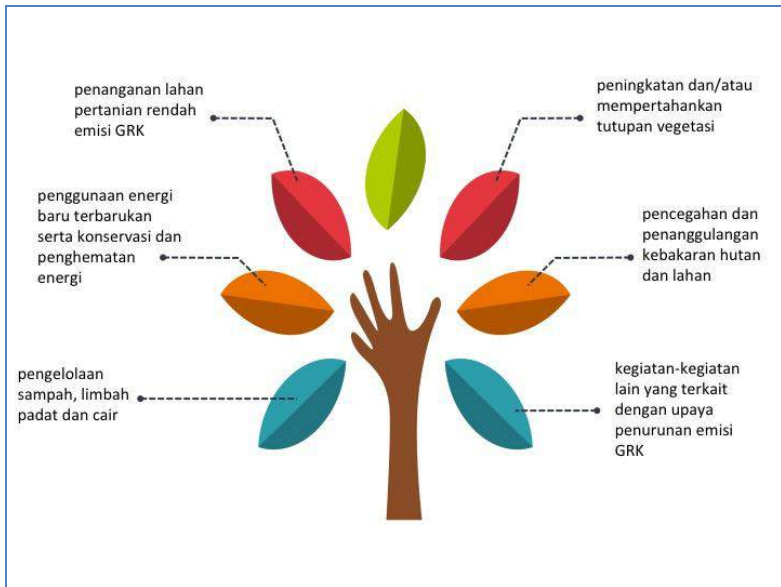 penanganan lahan
pertanian rendah
emisi GRK
penggunaan energi
baru terbarukan
serta konservasi dan
penghematan
energi
pengelolaan
sampah, limbah
padat dan cair
peningkatan dan/atau
mempertahankan
tutupan vegetasi
pencegahan dan
penanggulangan
kebakaran hutan
dan lahan
kegiatan-kegiatan
lain yang terkait
dengan upaya
penurunan emisi
GRK